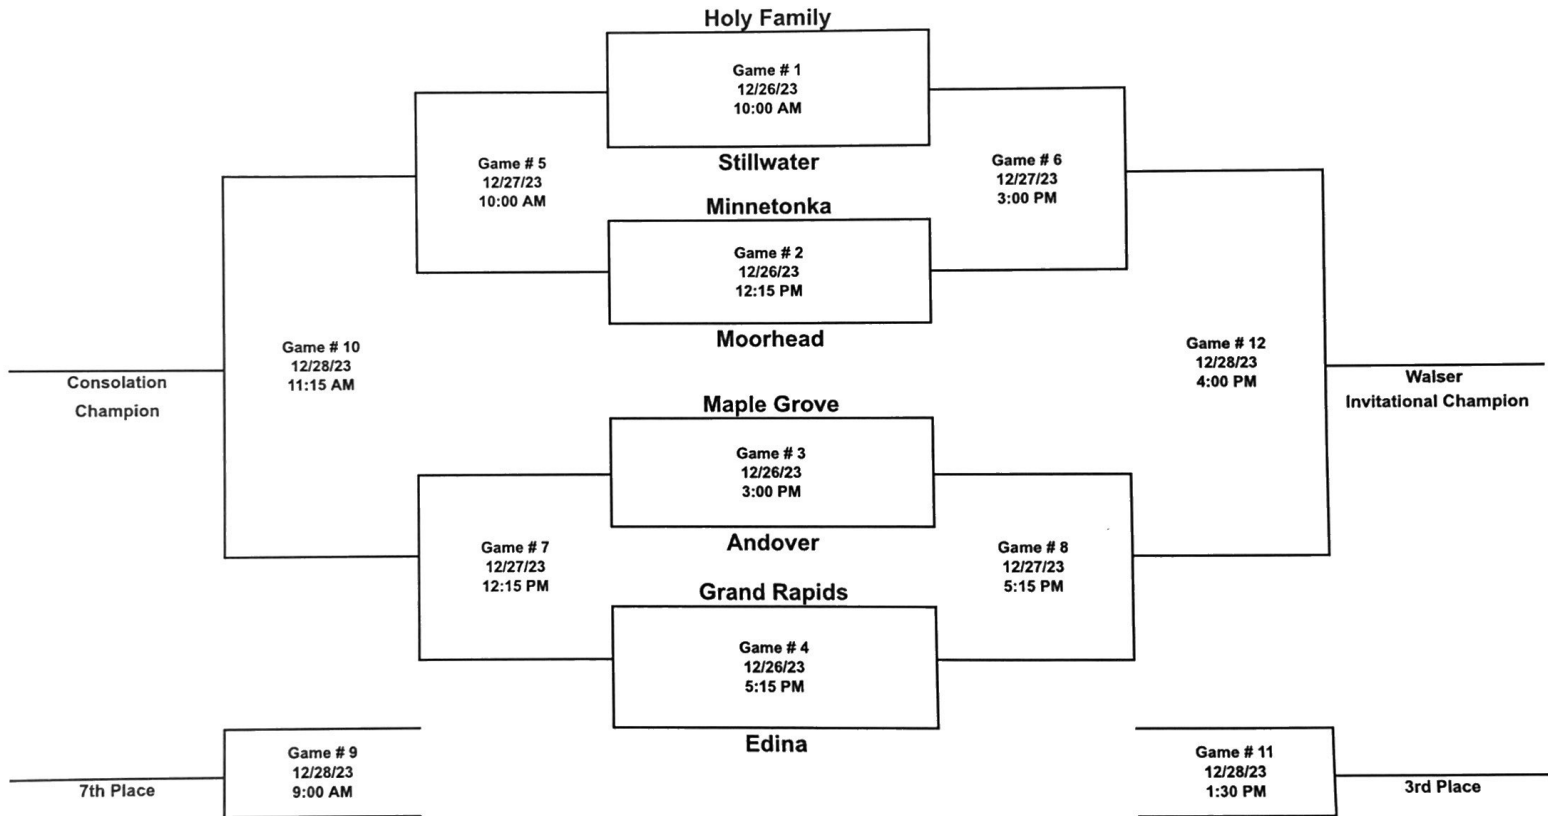 Holy Family
Game # 1
12/26/23
10:00 AM
Stillwater
Game # 5
12/27/23
10:00 AM
Game # 6
12/27/23
3:00 PM
Minnetonka
Game # 2
12/26/23
12:15 PM
Moorhead
Game # 10
12/28/23
11:15 AM
Consolation
Champion
Game # 12
12/28/23
4:00 PM
Walser
Invitational Champion
Maple Grove
Game # 3
12/26/23
3:00 PM
Andover
Game # 7
12/27/23
12:15 PM
Game # 8
12/27/23
5:15 PM
Grand Rapids
Game # 4
12/26/23
5:15 PM
Edina
Game # 9
12/28/23
9:00 AM
7th Place
Game # 11
12/28/23
1:30 PM
3rd Place